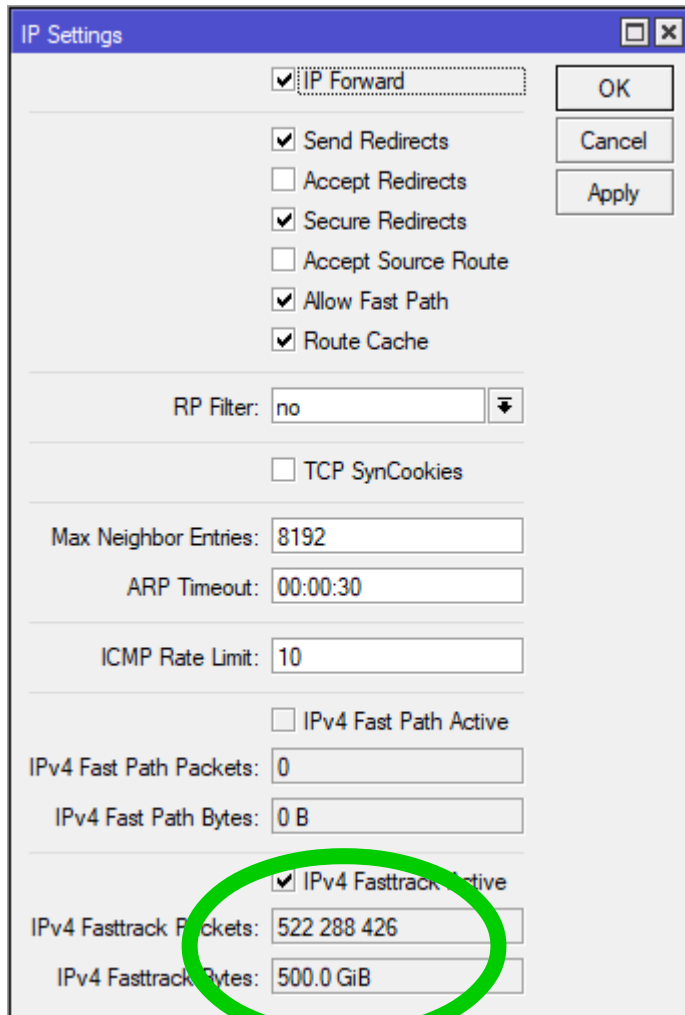 IP Settings
IP Forward
OK
Send Redirects
Cancel
Accept Redirects
Apply
Secure Redirects
Accept Source Route
Allow Fast Path
Route Cache
RP Filter: no
TCP SynCookies
Max Neighbor Entries: 8192
ARP Timeout: 00:00:30
ICMP Rate Limit: 10
IPv4 Fast Path Active
IPv4 Fast Path Packets: 0
IPv4 Fast Path Bytes: 0 B
IPv4 Fasttrack Active
IPv4 Fasttrack Packets: 522 288 426
IPv4 Fasttrack Bytes: 500.0 GiB